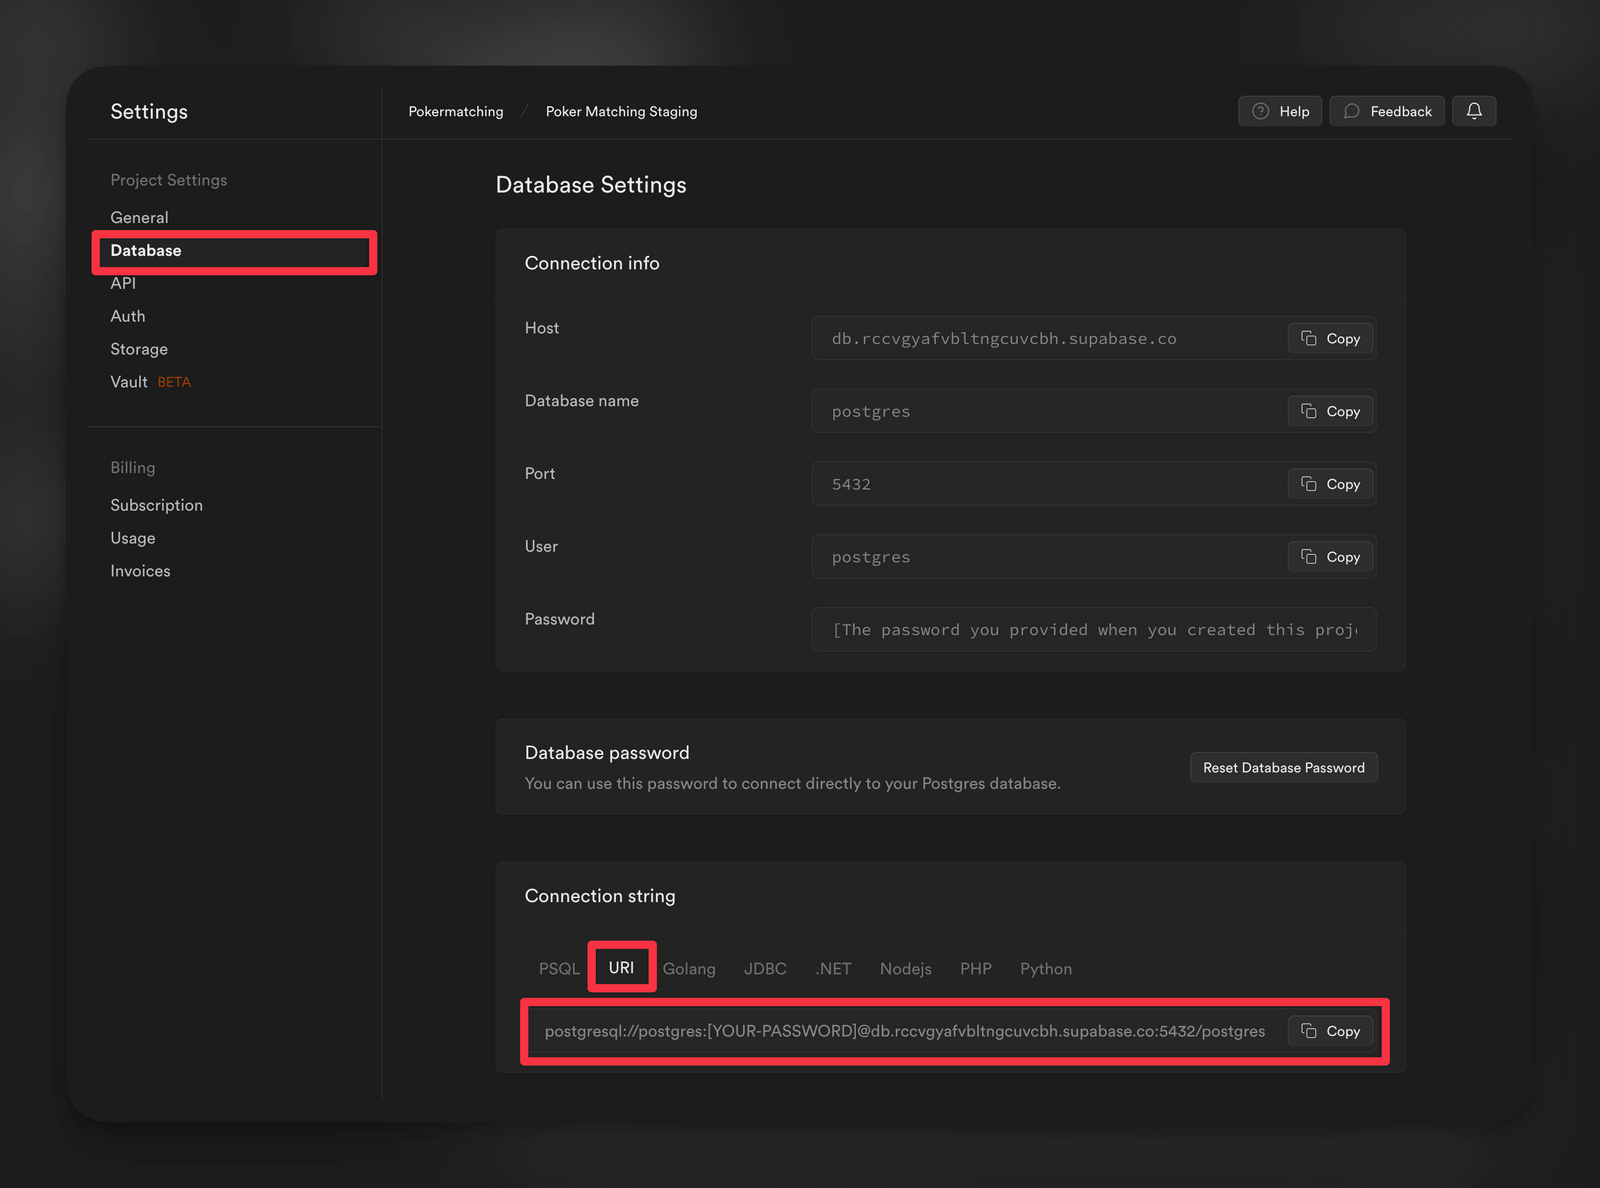 Settings
Pokermatching / Poker Matching Staging
Help
Feedback
Project Settings
General
Database
API
Auth
Storage
Vault BETA
Billing
Subscription
Usage
Invoices
Database Settings
Connection info
Host
db.rccvgyafvbltngcuvcbh.supabase.co
Copy
Database name
postgres
Copy
Port
5432
Copy
User
postgres
Copy
Password
[The password you provided when you created this proj
Database password
You can use this password to connect directly to your Postgres database.
Reset Database Password
Connection string
PSQL URI Golang JDBC .NET Nodejs PHP Python
postgresql://postgres:[YOUR-PASSWORD]@db.rccvgyafvbltngcuvcbh.supabase.co:5432/postgres
Copy